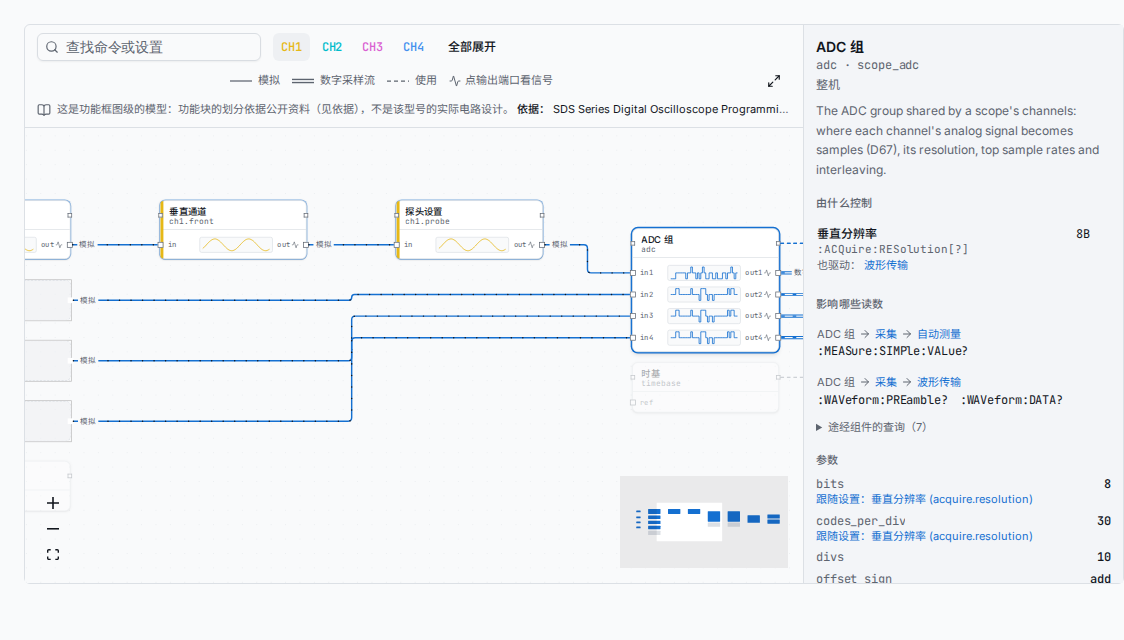 查找命令或设置
CH1 CH2 CH3 CH4 全部展开
模拟 数字采样流 使用 点输出端口看信号
这是功能框图级的模型：功能块的划分依据公开资料（见依据），不是该型号的实际电路设计。 依据： SDS Series Digital Oscilloscope Programmi...
out 模拟
垂直通道
ch1.front
in out 模拟
探头设置
ch1.probe
in out 模拟
ADC 组
adc
in1 out1 数
in2 out2
in3 out3
in4 out4
模拟
模拟
模拟
时基
timebase
ref
ADC 组
adc · scope_adc
整机
The ADC group shared by a scope's channels:
where each channel's analog signal becomes
samples (D67), its resolution, top sample rates and
interleaving.
由什么控制
垂直分辨率 8B
:ACQuire:RESolution[?]
也驱动： 波形传输
影响哪些读数
ADC 组 → 采集 → 自动测量
:MEASure:SIMPle:VALue?
ADC 组 → 采集 → 波形传输
:WAVeform:PREamble? :WAVeform:DATA?
途经组件的查询（7）
参数
bits 8
跟随设置：垂直分辨率 (acquire.resolution)
codes_per_div 30
跟随设置：垂直分辨率 (acquire.resolution)
divs 10
offset_sign add